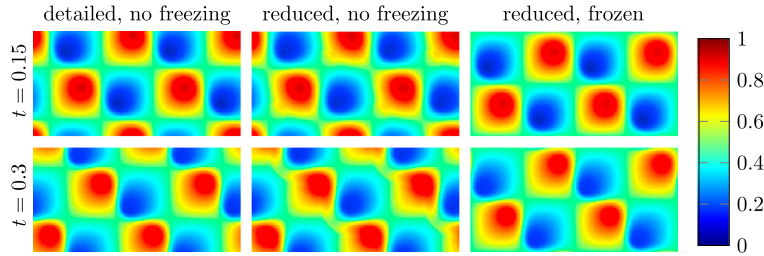 detailed, no freezing
reduced, no freezing
reduced, frozen
t = 0.15
t = 0.3
1
0.8
0.6
0.4
0.2
0